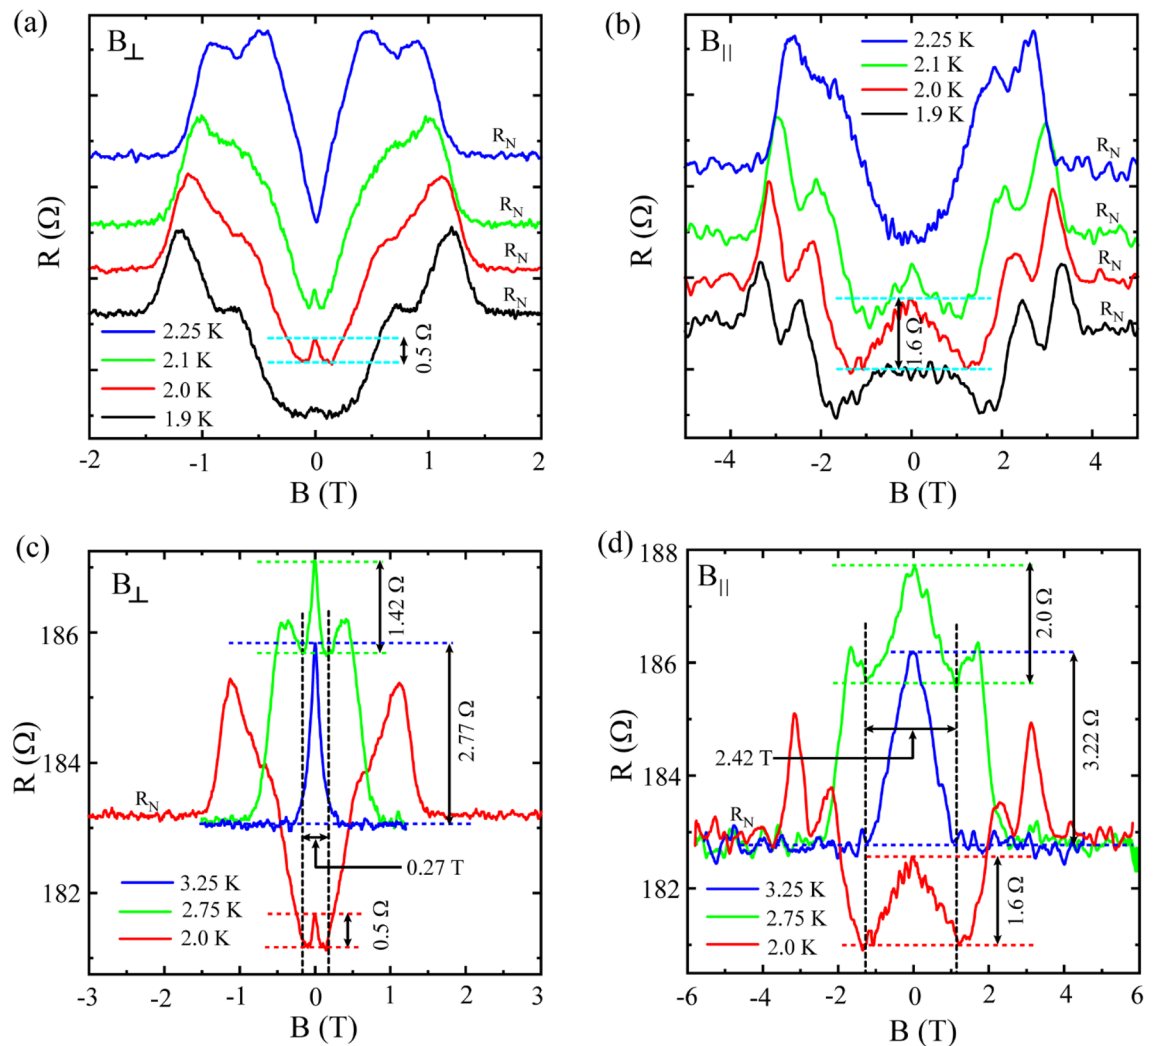 (a)
B⊥
R_N
R_N
R_N
R_N
2.25 K
2.1 K
2.0 K
1.9 K
0.5 Ω
R (Ω)
-2 -1 0 1 2
B (T)
(b)
B||
2.25 K
2.1 K
2.0 K
1.9 K
R_N
R_N
R_N
R_N
1.6 Ω
R (Ω)
-4 -2 0 2 4
B (T)
(c)
B⊥
186
184
182
R (Ω)
R_N
1.42 Ω
2.77 Ω
0.27 T
0.5 Ω
3.25 K
2.75 K
2.0 K
-3 -2 -1 0 1 2 3
B (T)
(d)
B||
188
186
184
182
R (Ω)
R_N
2.0 Ω
3.22 Ω
2.42 T
1.6 Ω
3.25 K
2.75 K
2.0 K
-6 -4 -2 0 2 4 6
B (T)